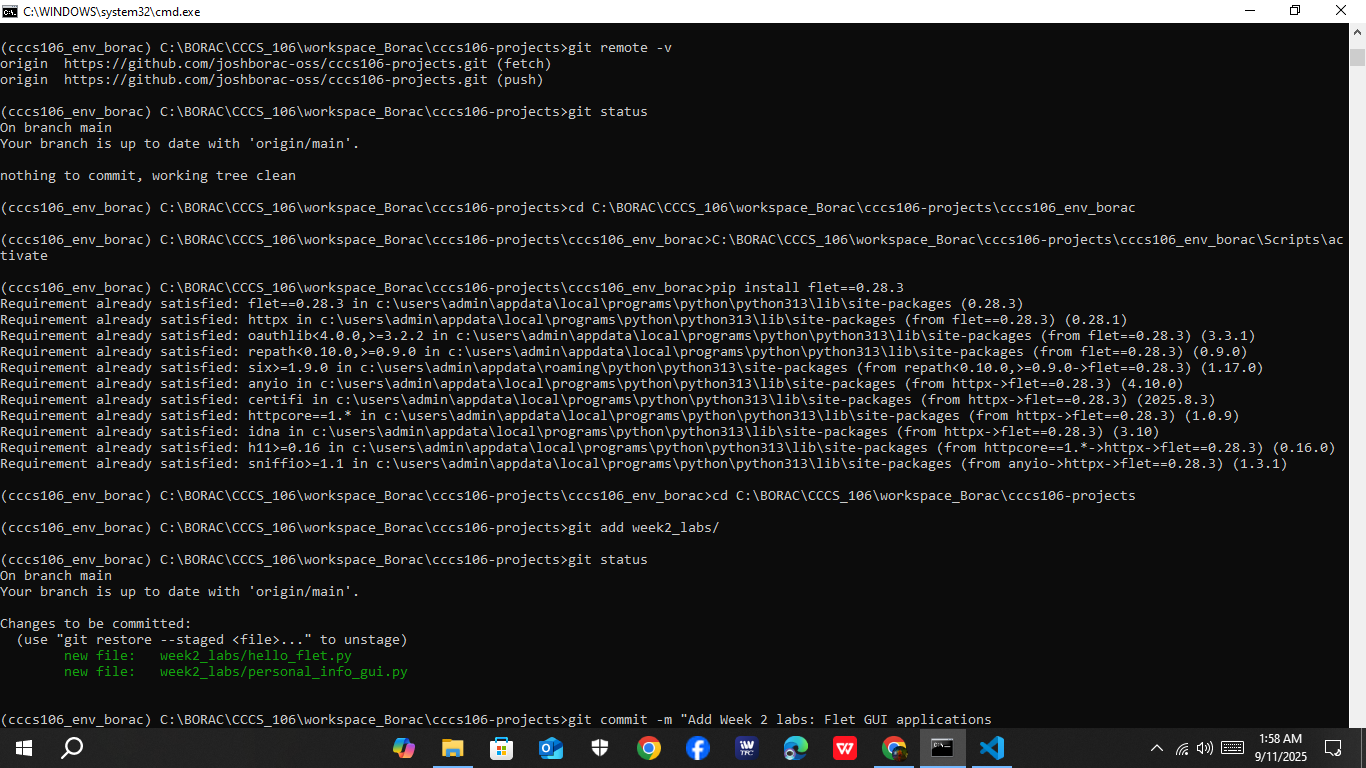 C:\WINDOWS\system32\cmd.exe
(cccs106_env_borac) C:\BORAC\CCCS_106\workspace_Borac\cccs106-projects>git remote -v
origin  https://github.com/joshborac-oss/cccs106-projects.git (fetch)
origin  https://github.com/joshborac-oss/cccs106-projects.git (push)
(cccs106_env_borac) C:\BORAC\CCCS_106\workspace_Borac\cccs106-projects>git status
On branch main
Your branch is up to date with 'origin/main'.
nothing to commit, working tree clean
(cccs106_env_borac) C:\BORAC\CCCS_106\workspace_Borac\cccs106-projects>cd C:\BORAC\CCCS_106\workspace_Borac\cccs106-projects\cccs106_env_borac
(cccs106_env_borac) C:\BORAC\CCCS_106\workspace_Borac\cccs106-projects\cccs106_env_borac>C:\BORAC\CCCS_106\workspace_Borac\cccs106-projects\cccs106_env_borac\Scripts\ac
tivate
(cccs106_env_borac) C:\BORAC\CCCS_106\workspace_Borac\cccs106-projects\cccs106_env_borac>pip install flet==0.28.3
Requirement already satisfied: flet==0.28.3 in c:\users\admin\appdata\local\programs\python\python313\lib\site-packages (0.28.3)
Requirement already satisfied: httpx in c:\users\admin\appdata\local\programs\python\python313\lib\site-packages (from flet==0.28.3) (0.28.1)
Requirement already satisfied: oauthlib<4.0.0,>=3.2.2 in c:\users\admin\appdata\local\programs\python\python313\lib\site-packages (from flet==0.28.3) (3.3.1)
Requirement already satisfied: repath<0.10.0,>=0.9.0 in c:\users\admin\appdata\local\programs\python\python313\lib\site-packages (from flet==0.28.3) (0.9.0)
Requirement already satisfied: six>=1.9.0 in c:\users\admin\appdata\roaming\python\python313\site-packages (from repath<0.10.0,>=0.9.0->flet==0.28.3) (1.17.0)
Requirement already satisfied: anyio in c:\users\admin\appdata\local\programs\python\python313\lib\site-packages (from httpx->flet==0.28.3) (4.10.0)
Requirement already satisfied: certifi in c:\users\admin\appdata\local\programs\python\python313\lib\site-packages (from httpx->flet==0.28.3) (2025.8.3)
Requirement already satisfied: httpcore==1.* in c:\users\admin\appdata\local\programs\python\python313\lib\site-packages (from httpx->flet==0.28.3) (1.0.9)
Requirement already satisfied: idna in c:\users\admin\appdata\local\programs\python\python313\lib\site-packages (from httpx->flet==0.28.3) (3.10)
Requirement already satisfied: h11>=0.16 in c:\users\admin\appdata\local\programs\python\python313\lib\site-packages (from httpcore==1.*->httpx->flet==0.28.3) (0.16.0)
Requirement already satisfied: sniffio>=1.1 in c:\users\admin\appdata\local\programs\python\python313\lib\site-packages (from anyio->httpx->flet==0.28.3) (1.3.1)
(cccs106_env_borac) C:\BORAC\CCCS_106\workspace_Borac\cccs106-projects\cccs106_env_borac>cd C:\BORAC\CCCS_106\workspace_Borac\cccs106-projects
(cccs106_env_borac) C:\BORAC\CCCS_106\workspace_Borac\cccs106-projects>git add week2_labs/
(cccs106_env_borac) C:\BORAC\CCCS_106\workspace_Borac\cccs106-projects>git status
On branch main
Your branch is up to date with 'origin/main'.
Changes to be committed:
  (use "git restore --staged <file>..." to unstage)
        new file:   week2_labs/hello_flet.py
        new file:   week2_labs/personal_info_gui.py
(cccs106_env_borac) C:\BORAC\CCCS_106\workspace_Borac\cccs106-projects>git commit -m "Add Week 2 labs: Flet GUI applications
1:58 AM
9/11/2025